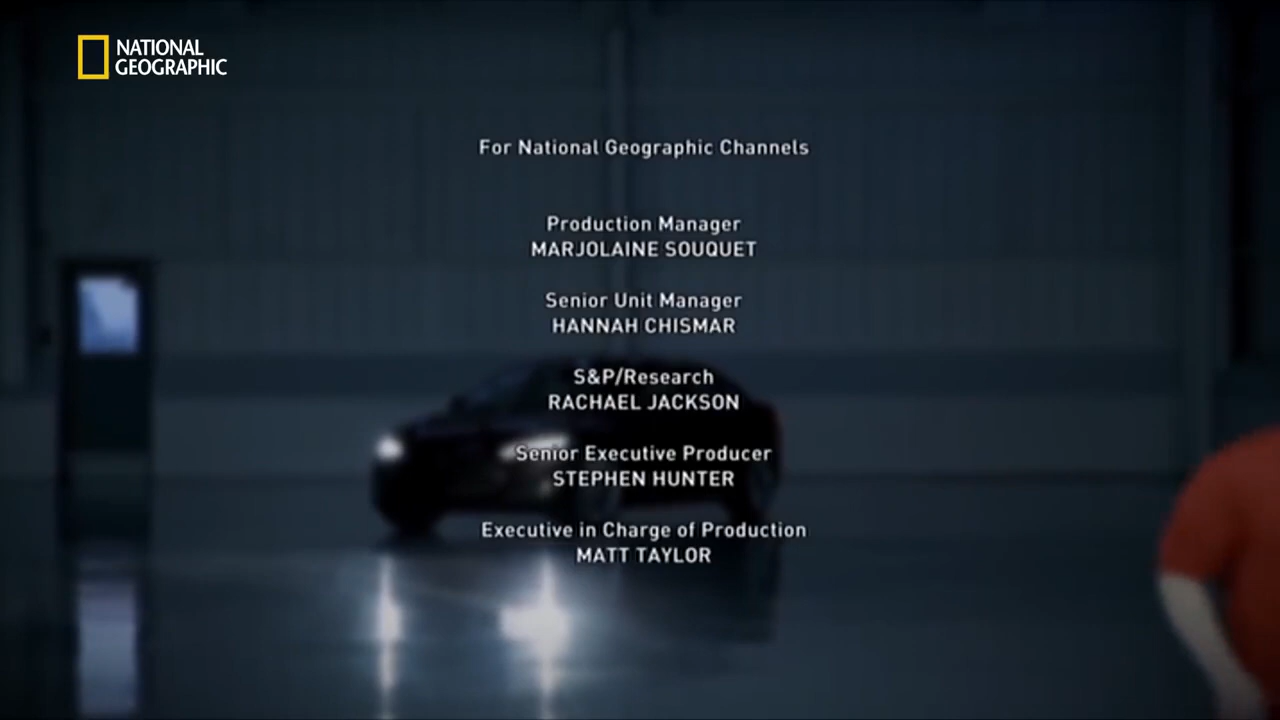 NATIONAL
GEOGRAPHIC
For National Geographic Channels
Production Manager
MARJOLAINE SOUQUET
Senior Unit Manager
HANNAH CHISMAR
S&P/Research
RACHAEL JACKSON
Senior Executive Producer
STEPHEN HUNTER
Executive in Charge of Production
MATT TAYLOR